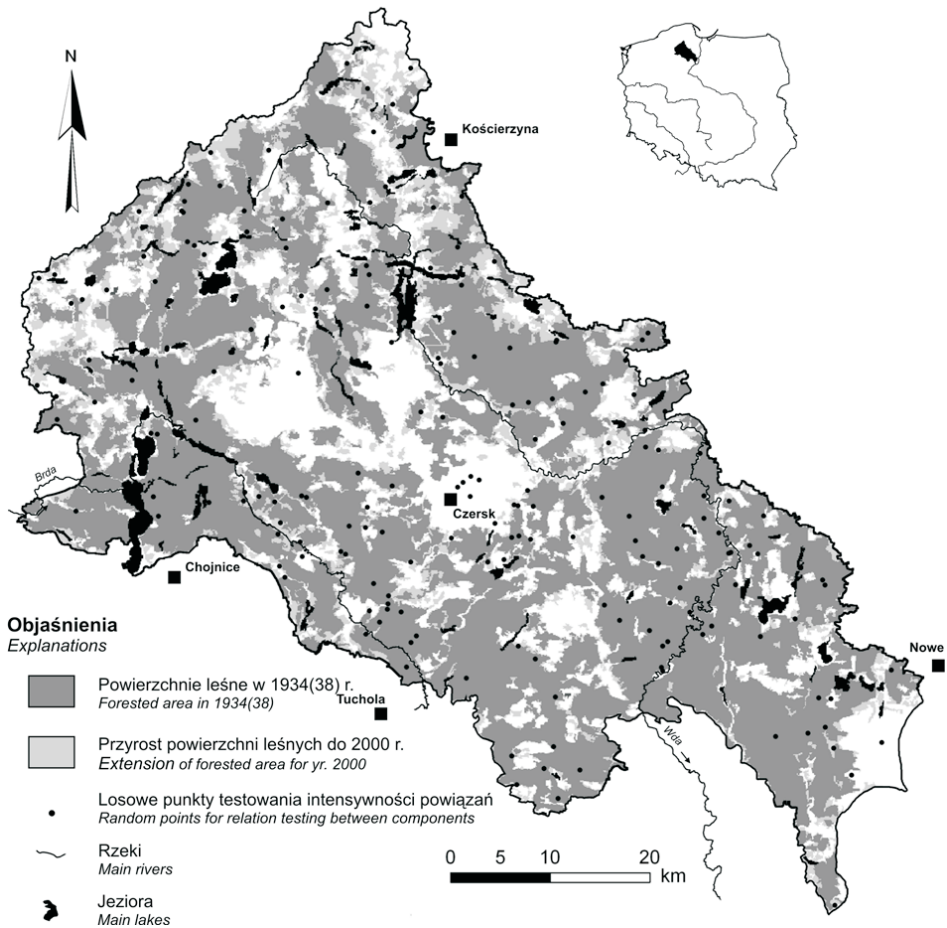 N
Kościerzyna
Brda
Czersk
Chojnice
Objaśnienia
Explanations
Nowe
Powierzchnie leśne w 1934(38) r.
Forested area in 1934(38)
Tuchola
Przyrost powierzchni leśnych do 2000 r.
Extension of forested area for yr. 2000
Wda
Losowe punkty testowania intensywności powiązań
Random points for relation testing between components
Rzeki
Main rivers
0 5 10 20
km
Jeziora
Main lakes